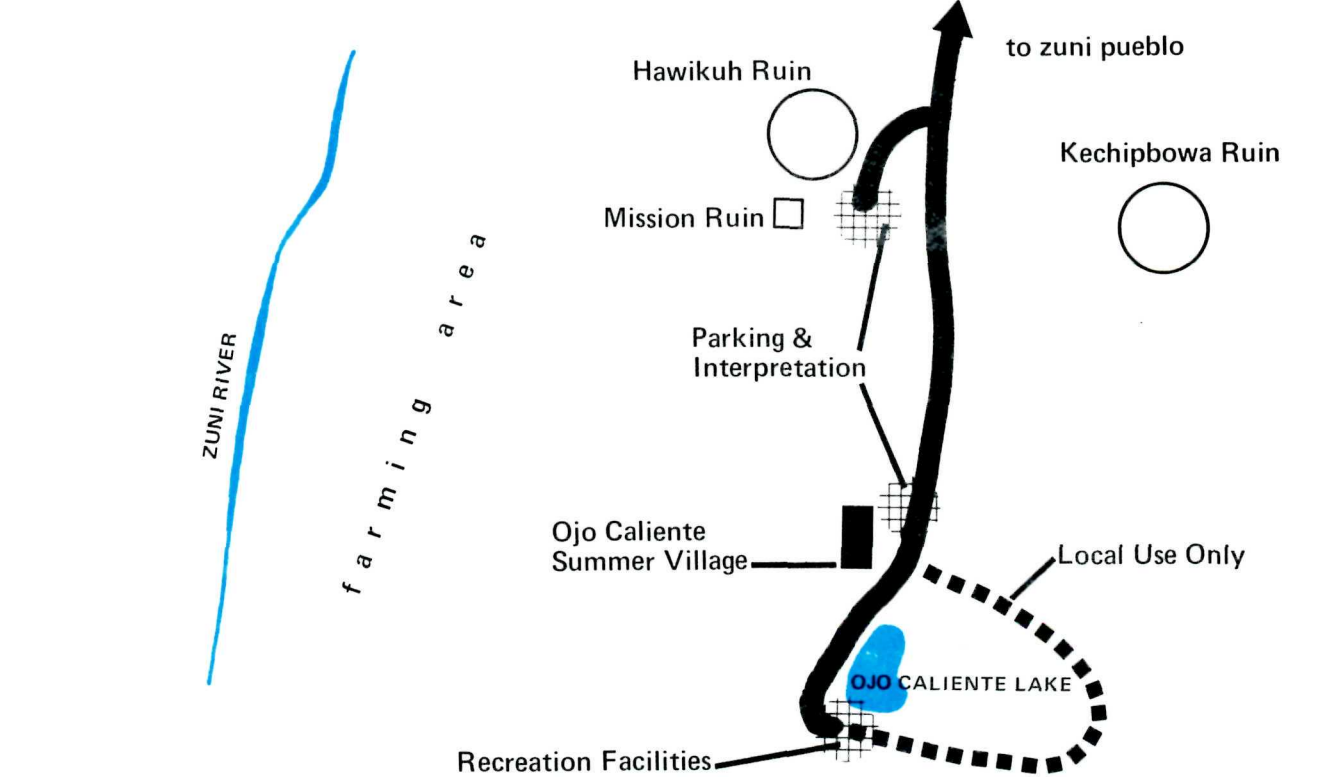 to zuni pueblo
Hawikuh Ruin
Kechipbowa Ruin
Mission Ruin
farming area
ZUNI RIVER
Parking &
Interpretation
Ojo Caliente
Summer Village
Local Use Only
OJO CALIENTE LAKE
Recreation Facilities